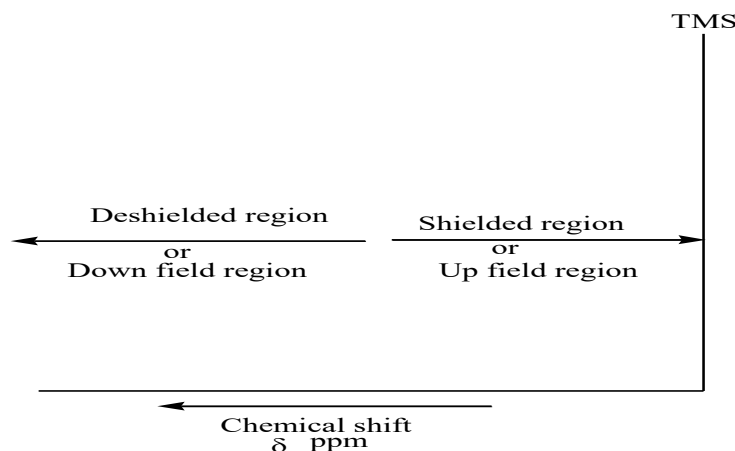 TMS
Deshielded region
or
Down field region
Shielded region
or
Up field region
Chemical shift
δ ppm